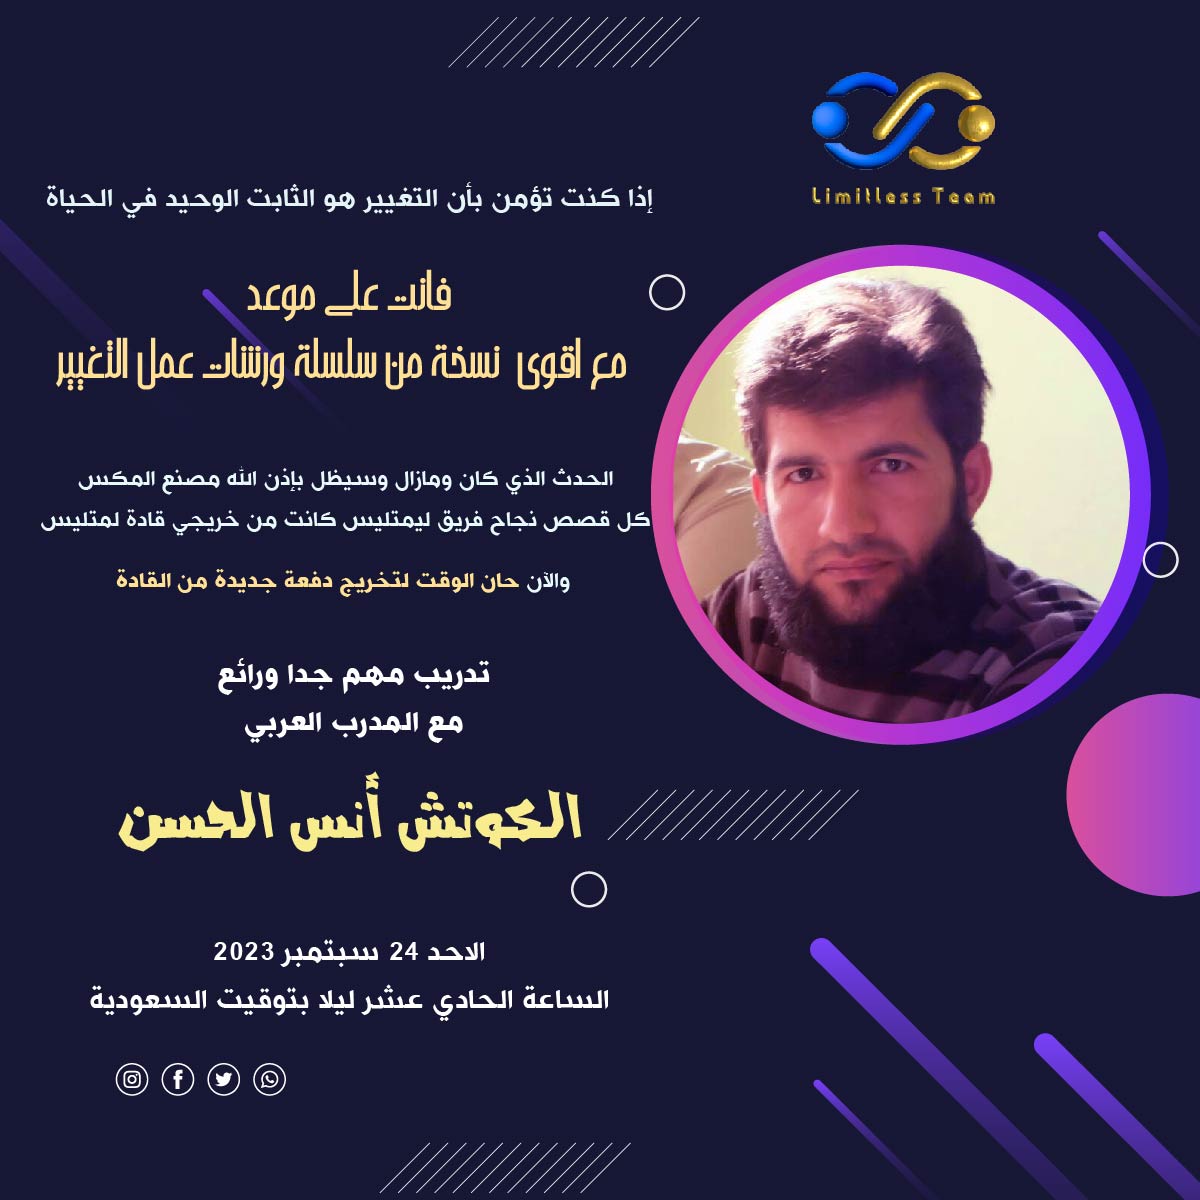 Limitless Team
إذا كنت تؤمن بأن التغيير هو الثابت الوحيد في الحياة
فانت على موعد
مع اقوى نسخة من سلسلة ورشات عمل التغيير
الحدث الذي كان ومازال وسيظل بإذن الله مصنع المكس
كل قصص نجاح فريق ليمتليس كانت من خريجي قادة لمتليس
والآن حان الوقت لتخريج دفعة جديدة من القادة
تدريب مهم جدا ورائع
مع المدرب العربي
الكوتش أنس الحسن
الاحد 24 سبتمبر 2023
الساعة الحادي عشر ليلا بتوقيت السعودية